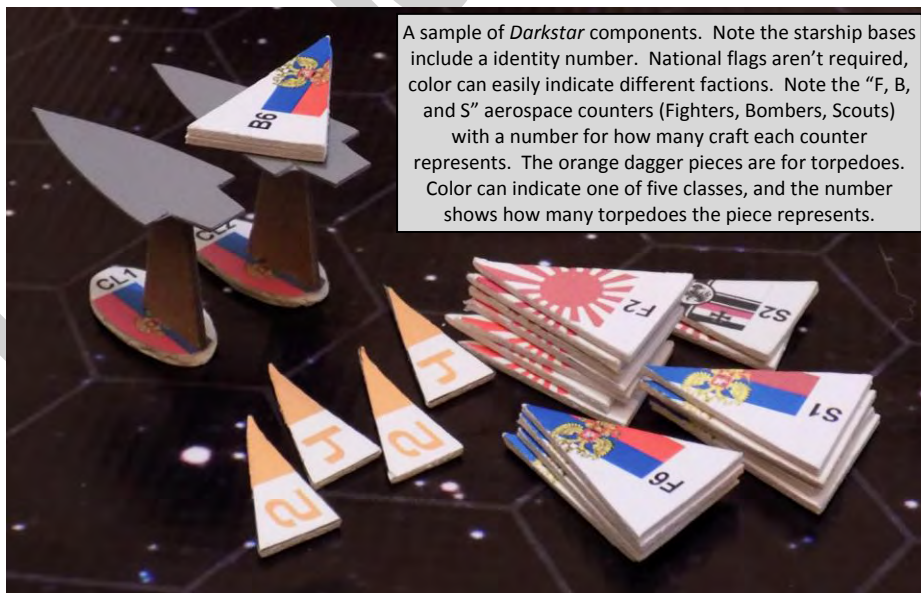 A sample of Darkstar components. Note the starship bases
include a identity number. National flags aren't required,
color can easily indicate different factions. Note the “F, B,
and S” aerospace counters (Fighters, Bombers, Scouts)
with a number for how many craft each counter
represents. The orange dagger pieces are for torpedoes.
Color can indicate one of five classes, and the number
shows how many torpedoes the piece represents.
B6
CL2
CL1
F2
S2
S1
F6
2
2